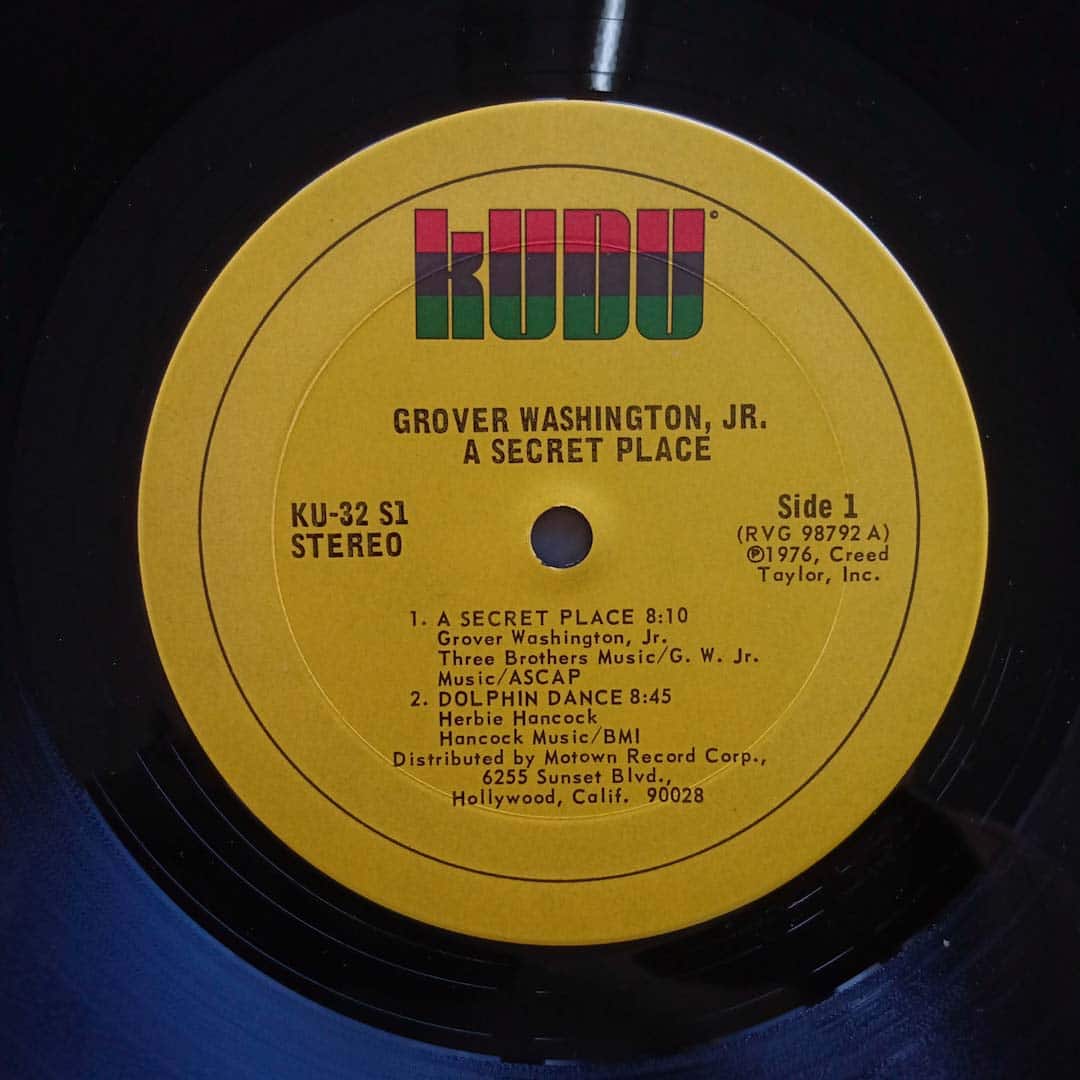 kUDU©
GROVER WASHINGTON, JR.
A SECRET PLACE
KU-32 S1
STEREO
Side 1
(RVG 98792 A)
℗1976, Creed
Taylor, Inc.
1. A SECRET PLACE 8:10
Grover Washington, Jr.
Three Brothers Music/G. W. Jr.
Music/ASCAP
2. DOLPHIN DANCE 8:45
Herbie Hancock
Hancock Music/BMI
Distributed by Motown Record Corp.,
6255 Sunset Blvd.,
Hollywood, Calif. 90028